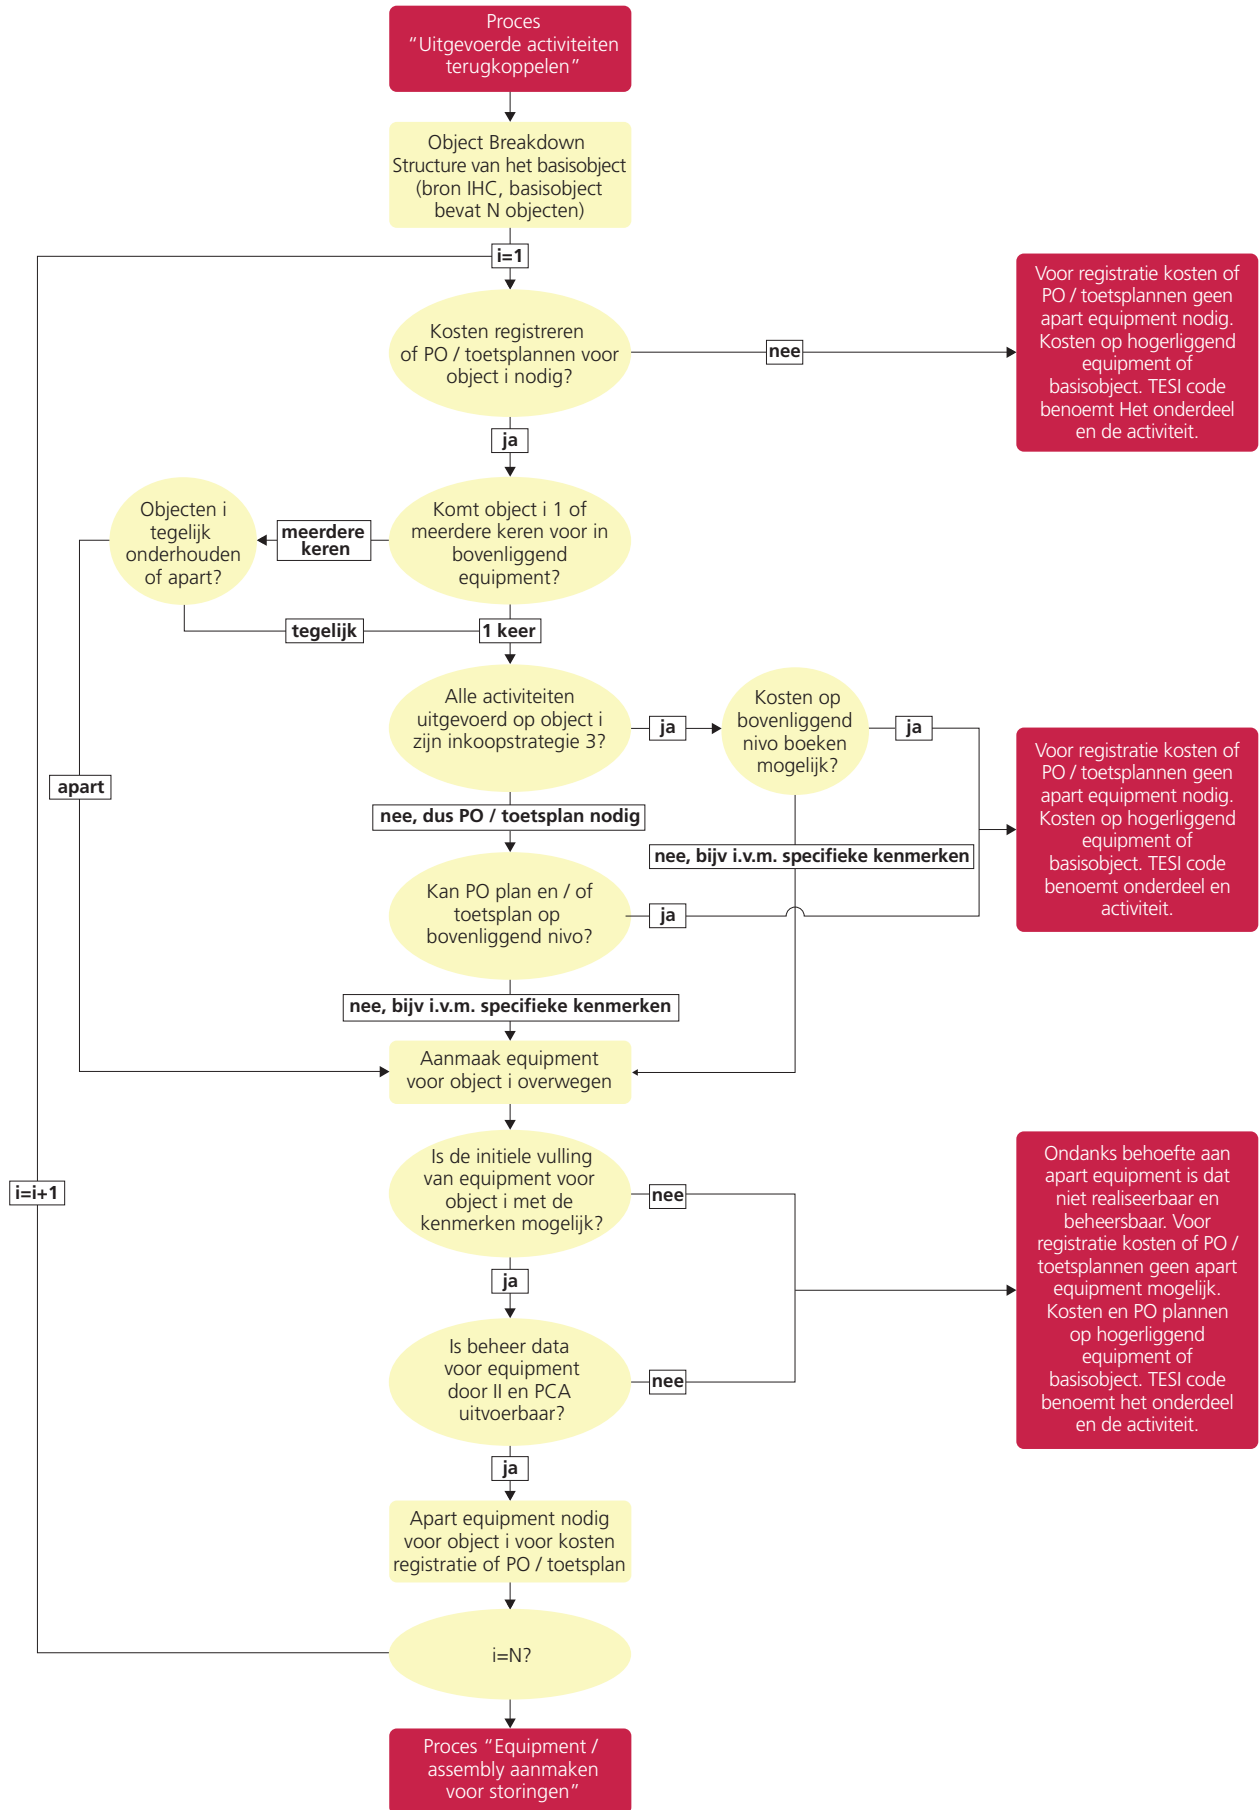 Proces
“Uitgevoerde activiteiten
terugkoppelen”
Object Breakdown
Structure van het basisobject
(bron IHC, basisobject
bevat N objecten)
i=1
Kosten registreren
of PO / toetsplannen voor
object i nodig?
nee
Voor registratie kosten of
PO / toetsplannen geen
apart equipment nodig.
Kosten op hogerliggend
equipment of
basisobject. TESI code
benoemt Het onderdeel
en de activiteit.
ja
Komt object i 1 of
meerdere keren voor in
bovenliggend
equipment?
meerdere
keren
Objecten i
tegelijk
onderhouden
of apart?
tegelijk
1 keer
apart
Alle activiteiten
uitgevoerd op object i
zijn inkoopstrategie 3?
ja
Kosten op
bovenliggend
nivo boeken
mogelijk?
ja
Voor registratie kosten of
PO / toetsplannen geen
apart equipment nodig.
Kosten op hogerliggend
equipment of
basisobject. TESI code
benoemt onderdeel en
activiteit.
nee, dus PO / toetsplan nodig
nee, bijv i.v.m. specifieke kenmerken
Kan PO plan en / of
toetsplan op
bovenliggend nivo?
ja
nee, bijv i.v.m. specifieke kenmerken
Aanmaak equipment
voor object i overwegen
Is de initiele vulling
van equipment voor
object i met de
kenmerken mogelijk?
nee
i=i+1
Ondanks behoefte aan
apart equipment is dat
niet realiseerbaar en
beheersbaar. Voor
registratie kosten of PO /
toetsplannen geen apart
equipment mogelijk.
Kosten en PO plannen
op hogerliggend
equipment of
basisobject. TESI code
benoemt het onderdeel
en de activiteit.
ja
Is beheer data
voor equipment
door II en PCA
uitvoerbaar?
nee
ja
Apart equipment nodig
voor object i voor kosten
registratie of PO / toetsplan
i=N?
Proces “Equipment /
assembly aanmaken
voor storingen”